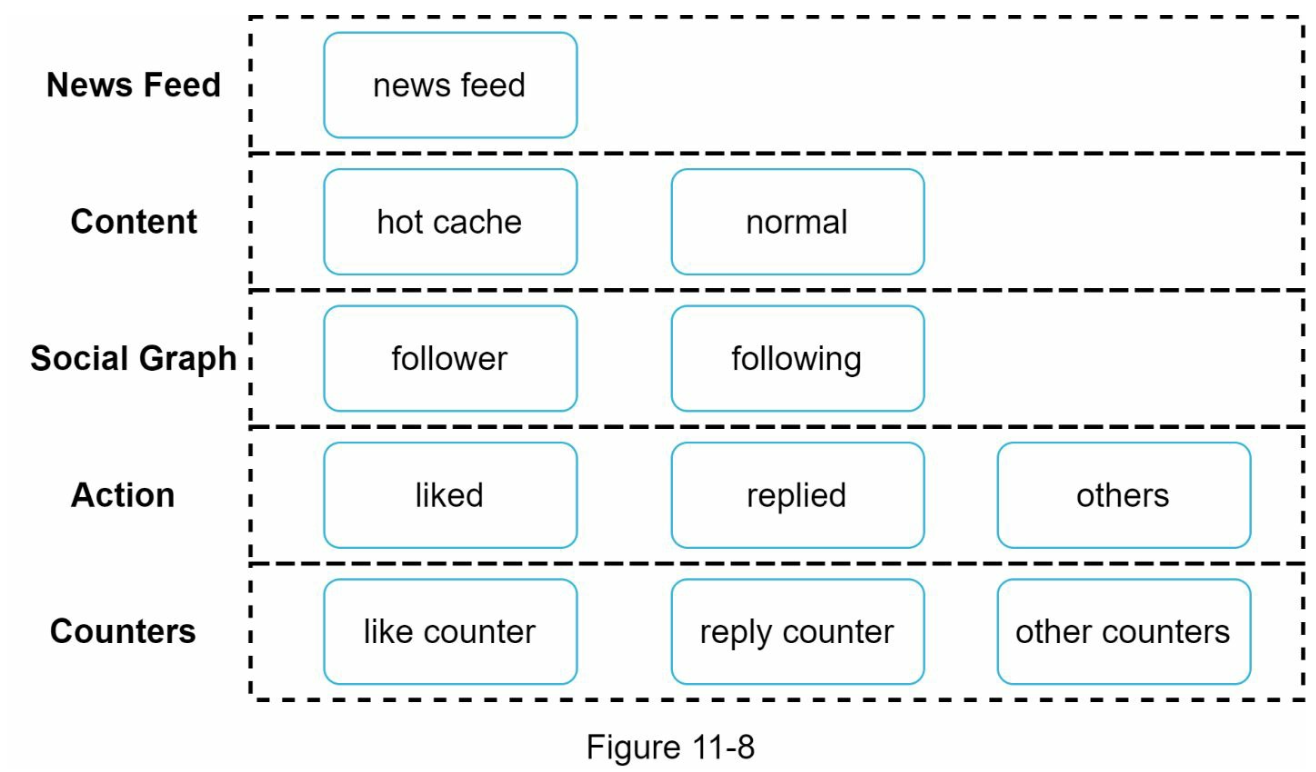 News Feed
news feed
Content
hot cache
normal
Social Graph
follower
following
Action
liked
replied
others
Counters
like counter
reply counter
other counters
Figure 11-8